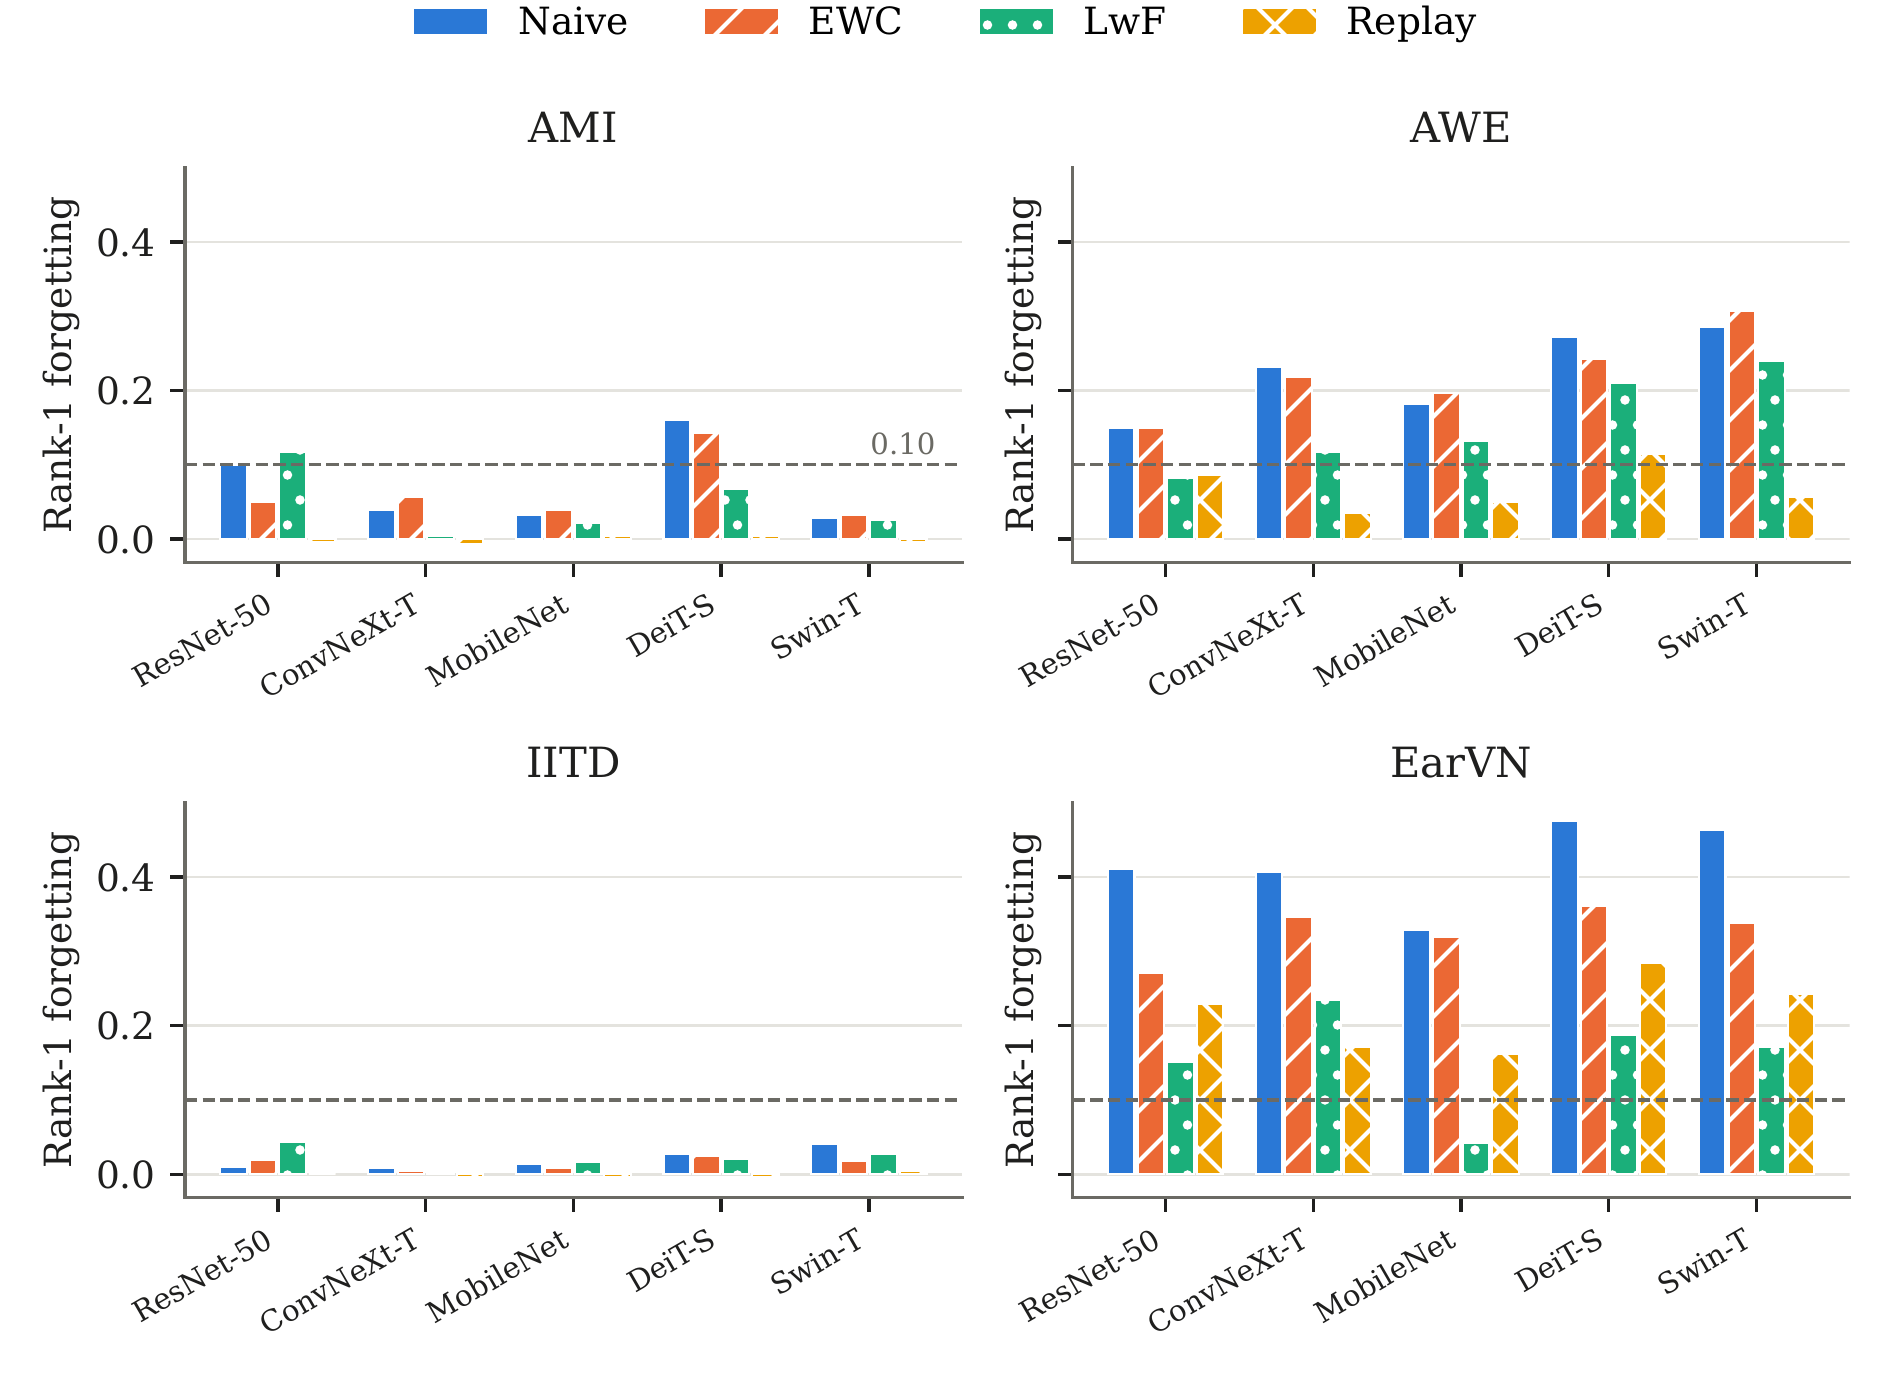 Naive EWC LwF Replay
AMI
AWE
Rank-1 forgetting
0.4
0.2
0.0
0.10
ResNet-50 ConvNeXt-T MobileNet DeiT-S Swin-T
Rank-1 forgetting
ResNet-50 ConvNeXt-T MobileNet DeiT-S Swin-T
IITD
EarVN
Rank-1 forgetting
0.4
0.2
0.0
ResNet-50 ConvNeXt-T MobileNet DeiT-S Swin-T
Rank-1 forgetting
ResNet-50 ConvNeXt-T MobileNet DeiT-S Swin-T